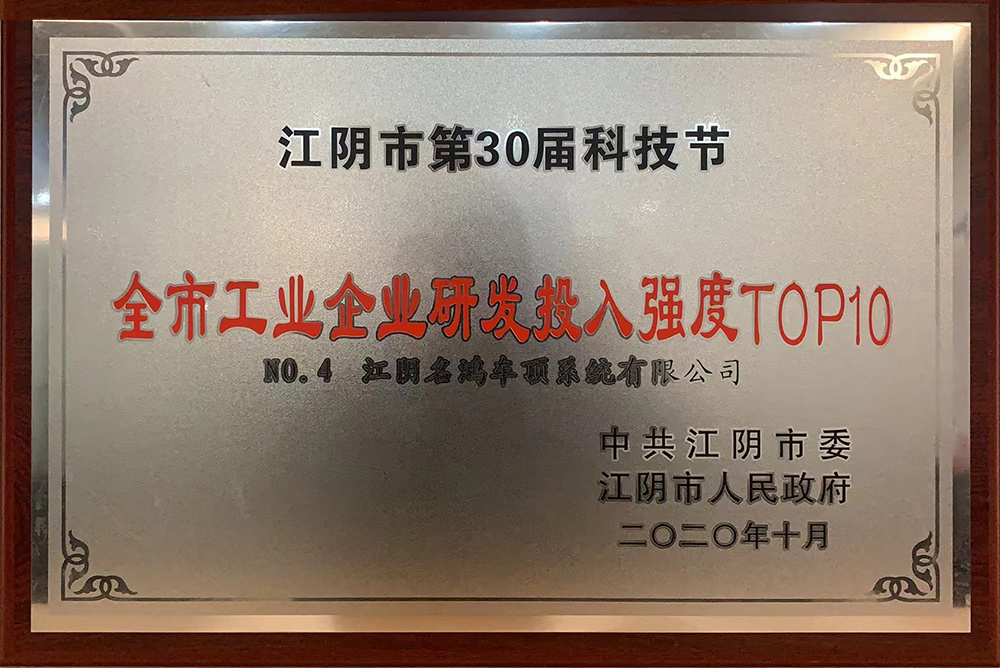 江阴市第30届科技节
全市工业企业研发投入强度TOP10
NO.4 江阴名鸿车顶系统有限公司
中共江阴市委
江阴市人民政府
二〇二〇年十月